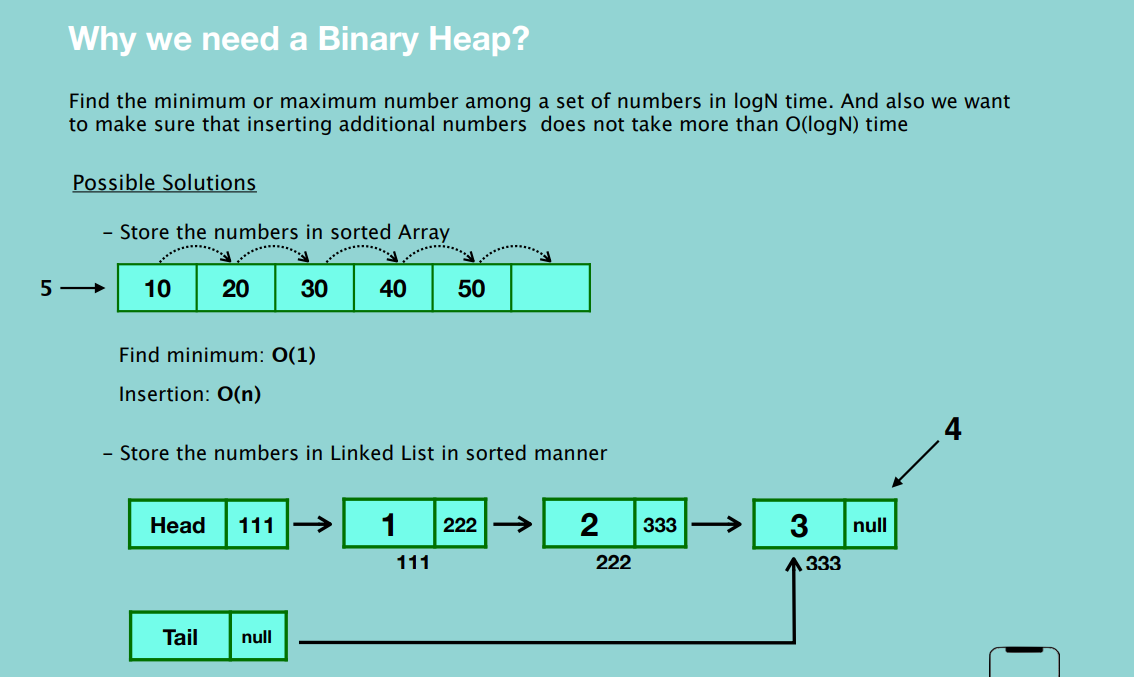 Why we need a Binary Heap?
Find the minimum or maximum number among a set of numbers in logN time. And also we want
to make sure that inserting additional numbers does not take more than O(logN) time
Possible Solutions
– Store the numbers in sorted Array
5
10 20 30 40 50
Find minimum: O(1)
Insertion: O(n)
– Store the numbers in Linked List in sorted manner
4
Head 111 1 222 2 333 3 null
111 222 333
Tail null